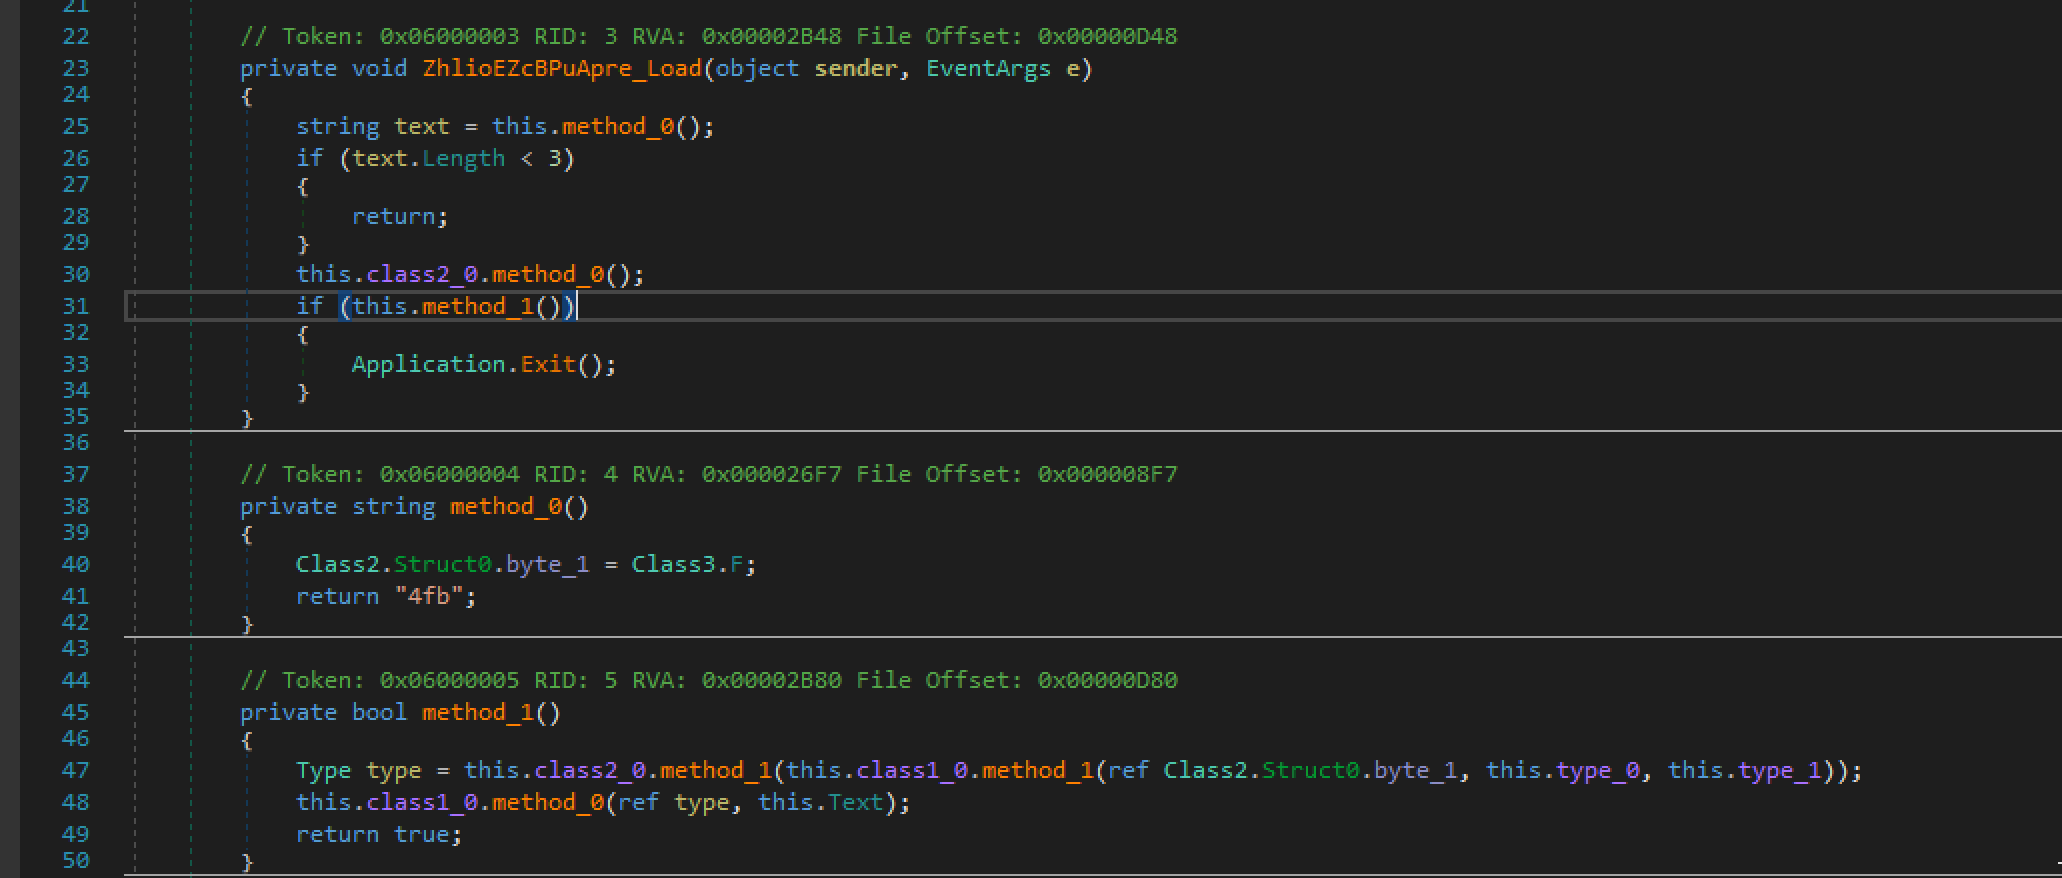 21
22 // Token: 0x06000003 RID: 3 RVA: 0x00002B48 File Offset: 0x00000D48
23 private void ZhlioEZcBPuApre_Load(object sender, EventArgs e)
24 {
25 string text = this.method_0();
26 if (text.Length < 3)
27 {
28 return;
29 }
30 this.class2_0.method_0();
31 if (this.method_1())
32 {
33 Application.Exit();
34 }
35 }
36
37 // Token: 0x06000004 RID: 4 RVA: 0x000026F7 File Offset: 0x000008F7
38 private string method_0()
39 {
40 Class2.Struct0.byte_1 = Class3.F;
41 return "4fb";
42 }
43
44 // Token: 0x06000005 RID: 5 RVA: 0x00002B80 File Offset: 0x00000D80
45 private bool method_1()
46 {
47 Type type = this.class2_0.method_1(this.class1_0.method_1(ref Class2.Struct0.byte_1, this.type_0, this.type_1));
48 this.class1_0.method_0(ref type, this.Text);
49 return true;
50 }